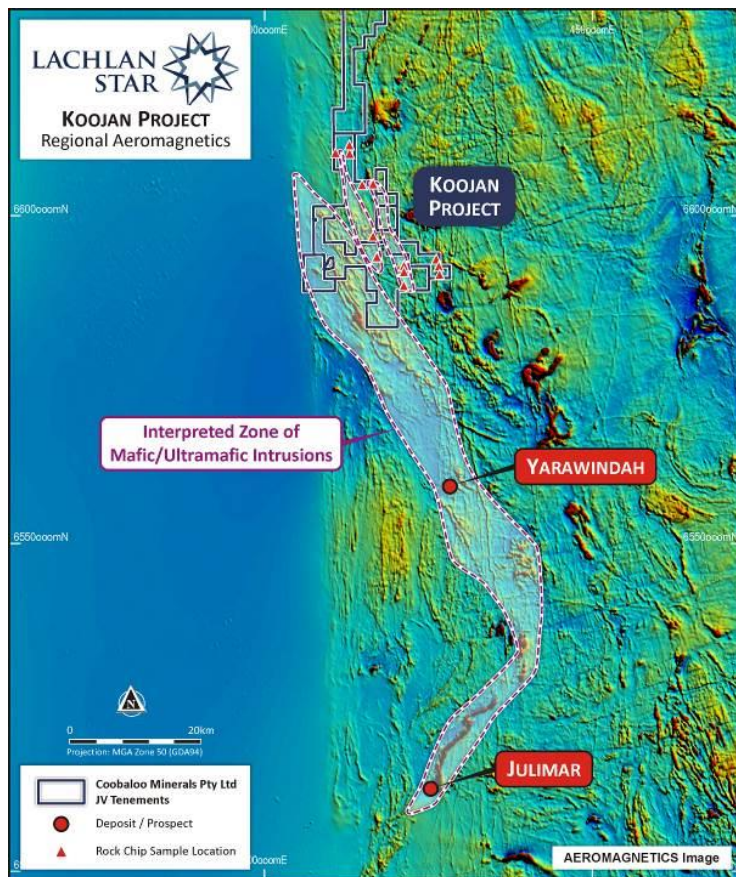 LACHLAN
STAR
KOOJAN PROJECT
Regional Aeromagnetics
KOOJAN
PROJECT
6600000mN
6600000mN
Interpreted Zone of
Mafic/Ultramafic Intrusions
YARAWINDAH
6550000mN
6550000mN
N
0 20km
Projection: MGA Zone 50 (GDA94)
JULIMAR
Coobaloo Minerals Pty Ltd
JV Tenements
Deposit / Prospect
Rock Chip Sample Location
AEROMAGNETICS Image